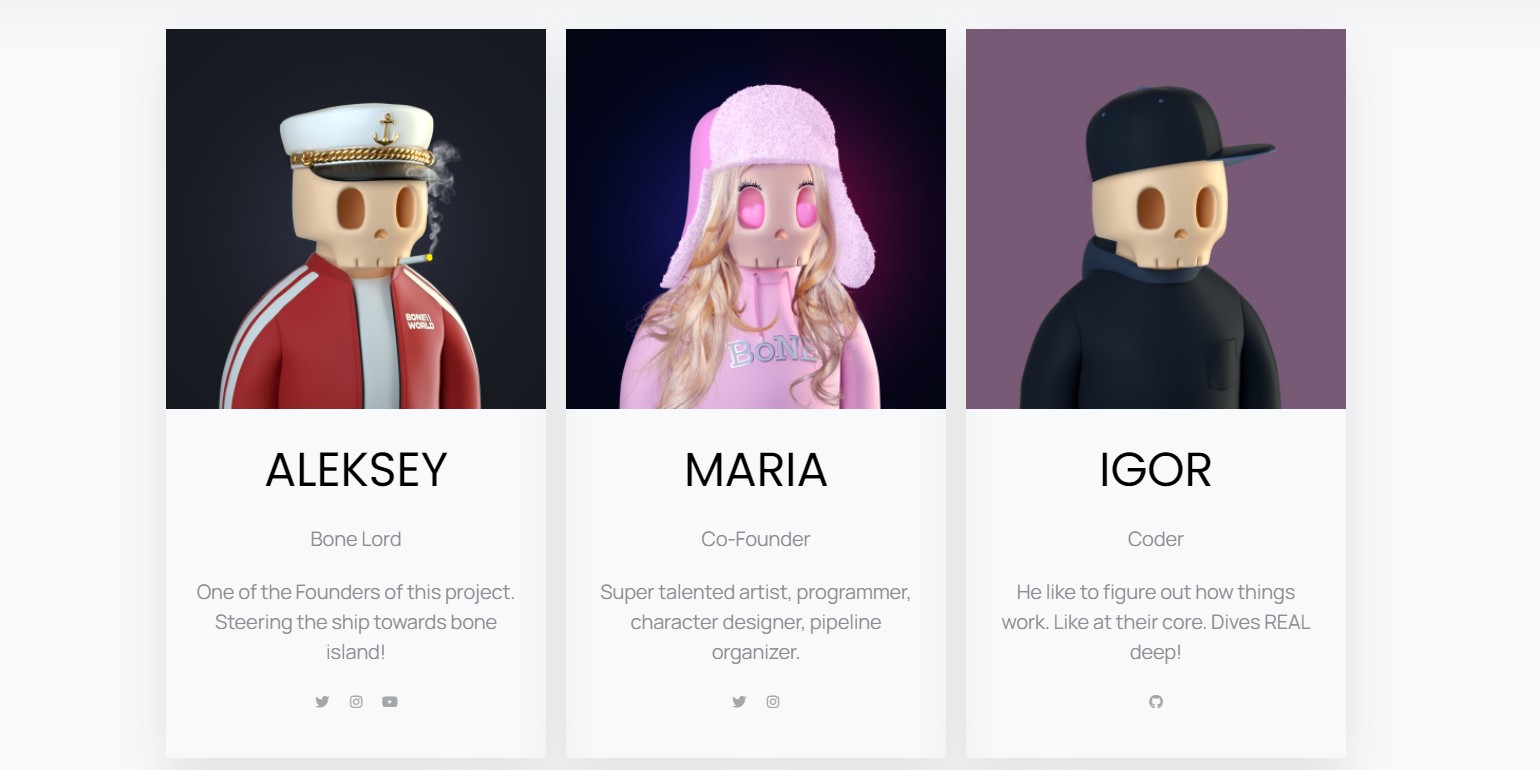 BONE
WORLD
BONE
ALEKSEY
Bone Lord
One of the Founders of this project.
Steering the ship towards bone
island!
MARIA
Co-Founder
Super talented artist, programmer,
character designer, pipeline
organizer.
IGOR
Coder
He like to figure out how things
work. Like at their core. Dives REAL
deep!